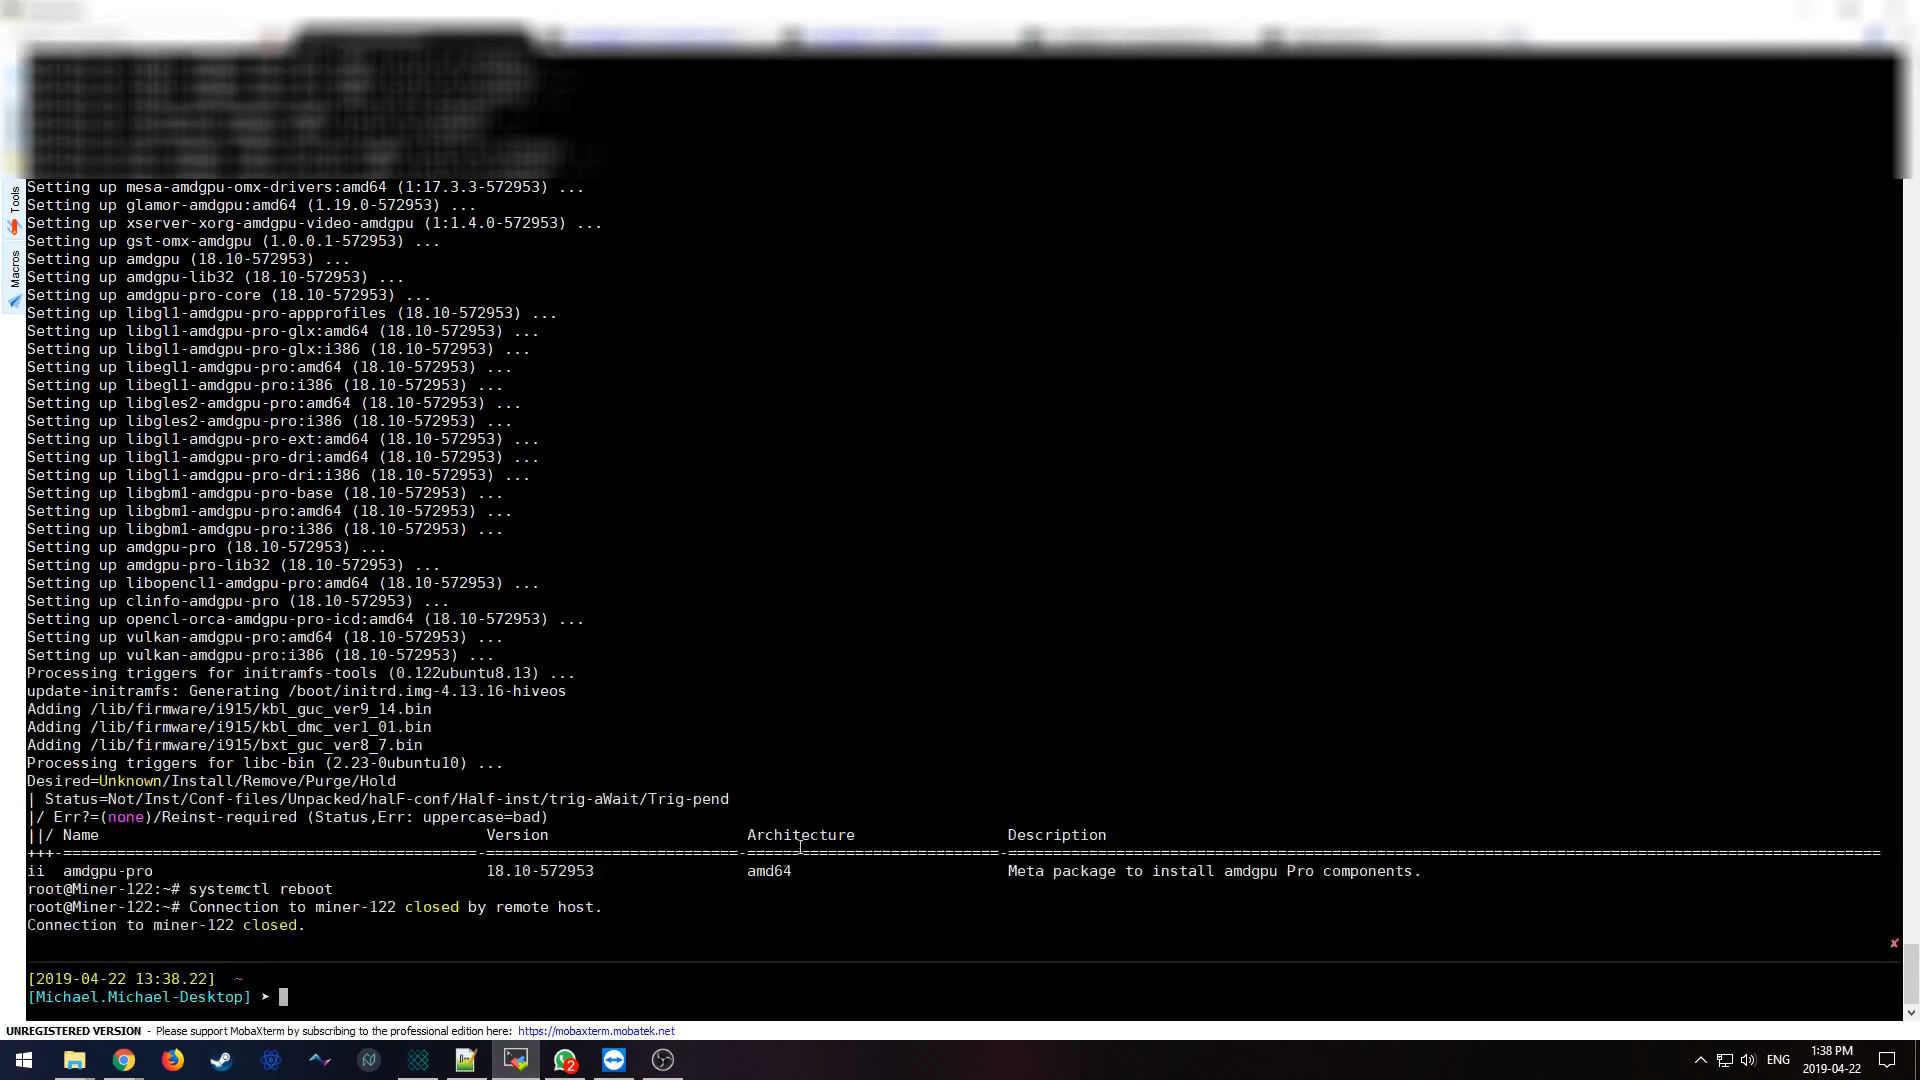 Tools
Macros
Setting up mesa-amdgpu-omx-drivers:amd64 (1:17.3.3-572953) ...
Setting up glamor-amdgpu:amd64 (1.19.0-572953) ...
Setting up xserver-xorg-amdgpu-video-amdgpu (1:1.4.0-572953) ...
Setting up gst-omx-amdgpu (1.0.0.1-572953) ...
Setting up amdgpu (18.10-572953) ...
Setting up amdgpu-lib32 (18.10-572953) ...
Setting up amdgpu-pro-core (18.10-572953) ...
Setting up libgl1-amdgpu-pro-appprofiles (18.10-572953) ...
Setting up libgl1-amdgpu-pro-glx:amd64 (18.10-572953) ...
Setting up libgl1-amdgpu-pro-glx:i386 (18.10-572953) ...
Setting up libegl1-amdgpu-pro:amd64 (18.10-572953) ...
Setting up libegl1-amdgpu-pro:i386 (18.10-572953) ...
Setting up libgles2-amdgpu-pro:amd64 (18.10-572953) ...
Setting up libgles2-amdgpu-pro:i386 (18.10-572953) ...
Setting up libgl1-amdgpu-pro-ext:amd64 (18.10-572953) ...
Setting up libgl1-amdgpu-pro-dri:amd64 (18.10-572953) ...
Setting up libgl1-amdgpu-pro-dri:i386 (18.10-572953) ...
Setting up libgbm1-amdgpu-pro-base (18.10-572953) ...
Setting up libgbm1-amdgpu-pro:amd64 (18.10-572953) ...
Setting up libgbm1-amdgpu-pro:i386 (18.10-572953) ...
Setting up amdgpu-pro (18.10-572953) ...
Setting up amdgpu-pro-lib32 (18.10-572953) ...
Setting up libopencl1-amdgpu-pro:amd64 (18.10-572953) ...
Setting up clinfo-amdgpu-pro (18.10-572953) ...
Setting up opencl-orca-amdgpu-pro-icd:amd64 (18.10-572953) ...
Setting up vulkan-amdgpu-pro:amd64 (18.10-572953) ...
Setting up vulkan-amdgpu-pro:i386 (18.10-572953) ...
Processing triggers for initramfs-tools (0.122ubuntu8.13) ...
update-initramfs: Generating /boot/initrd.img-4.13.16-hiveos
Adding /lib/firmware/i915/kbl_guc_ver9_14.bin
Adding /lib/firmware/i915/kbl_dmc_ver1_01.bin
Adding /lib/firmware/i915/bxt_guc_ver8_7.bin
Processing triggers for libc-bin (2.23-0ubuntu10) ...
Desired=Unknown/Install/Remove/Purge/Hold
| Status=Not/Inst/Conf-files/Unpacked/halF-conf/Half-inst/trig-aWait/Trig-pend
|/ Err?=(none)/Reinst-required (Status,Err: uppercase=bad)
||/ Name Version Architecture Description
+++-==============================================-============================-============================-=================================================================================================
ii amdgpu-pro 18.10-572953 amd64 Meta package to install amdgpu Pro components.
root@Miner-122:~# systemctl reboot
root@Miner-122:~# Connection to miner-122 closed by remote host.
Connection to miner-122 closed.
[2019-04-22 13:38.22] ~
[Michael.Michael-Desktop] ➤
UNREGISTERED VERSION - Please support MobaXterm by subscribing to the professional edition here: https://mobaxterm.mobatek.net
2
ENG
1:38 PM
2019-04-22